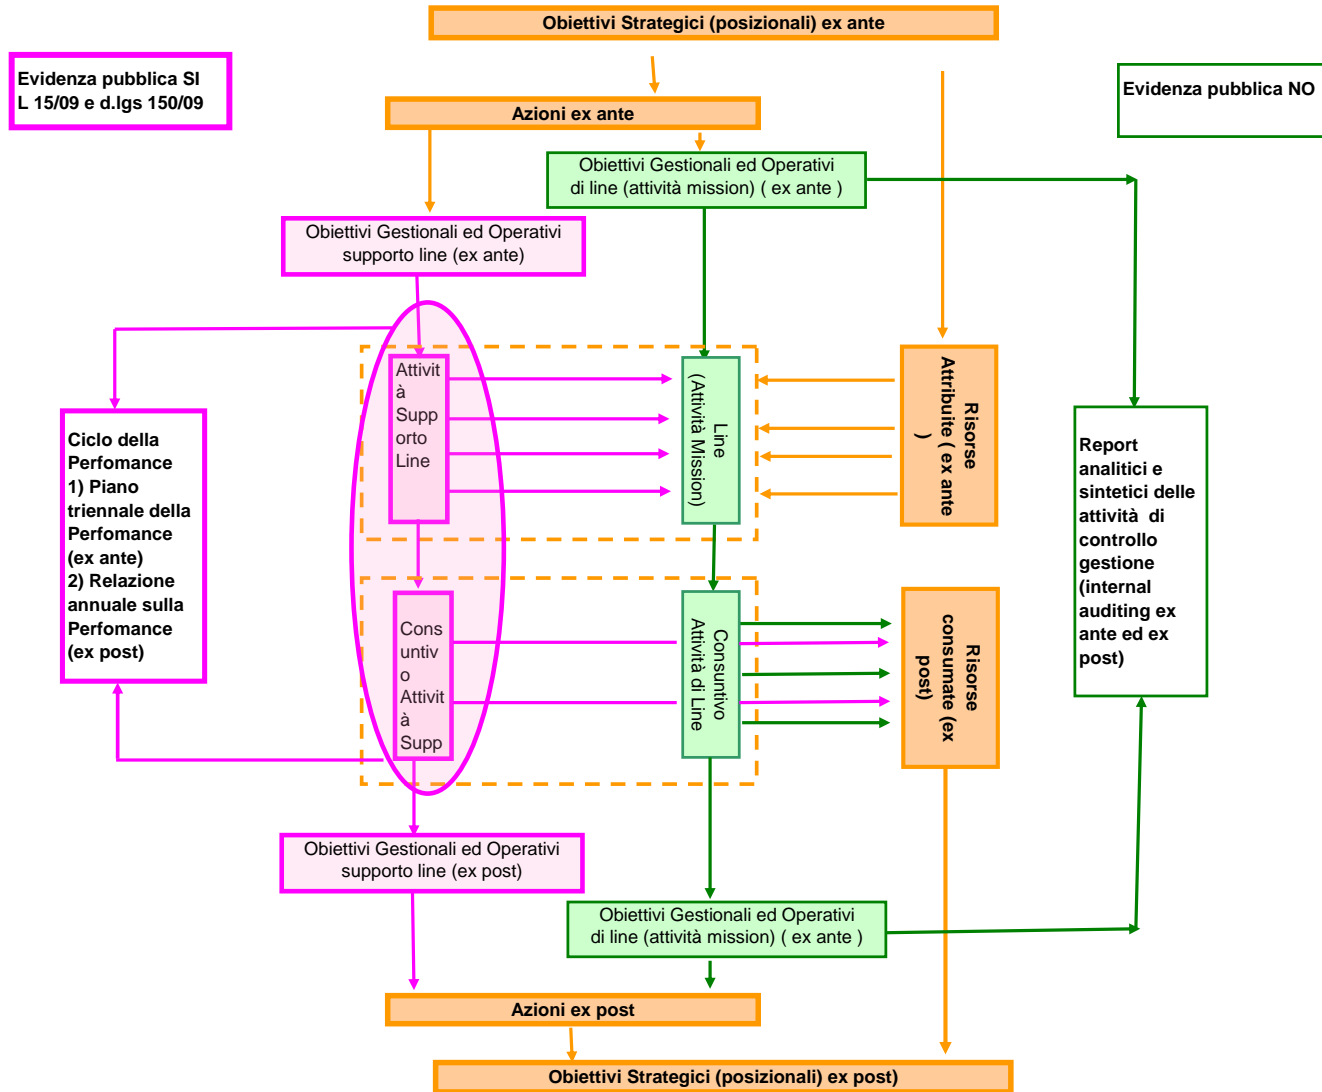 Obiettivi Strategici (posizionali) ex ante
Evidenza pubblica SI
L 15/09 e d.lgs 150/09
Evidenza pubblica NO
Azioni ex ante
Obiettivi Gestionali ed Operativi
di line (attività mission) ( ex ante )
Obiettivi Gestionali ed Operativi
supporto line (ex ante)
Attivit
à
Supp
orto
Line
Line
(Attività Mission)
Risorse
Attribuite ( ex ante
)
Ciclo della
Perfomance
1) Piano
triennale della
Perfomance
(ex ante)
2) Relazione
annuale sulla
Perfomance
(ex post)
Report
analitici e
sintetici delle
attività di
controllo
gestione
(internal
auditing ex
ante ed ex
post)
Cons
untiv
o
Attivit
à
Supp
Consuntivo
Attività di Line
Risorse
consumate (ex
post)
Obiettivi Gestionali ed Operativi
supporto line (ex post)
Obiettivi Gestionali ed Operativi
di line (attività mission) ( ex ante )
Azioni ex post
Obiettivi Strategici (posizionali) ex post)